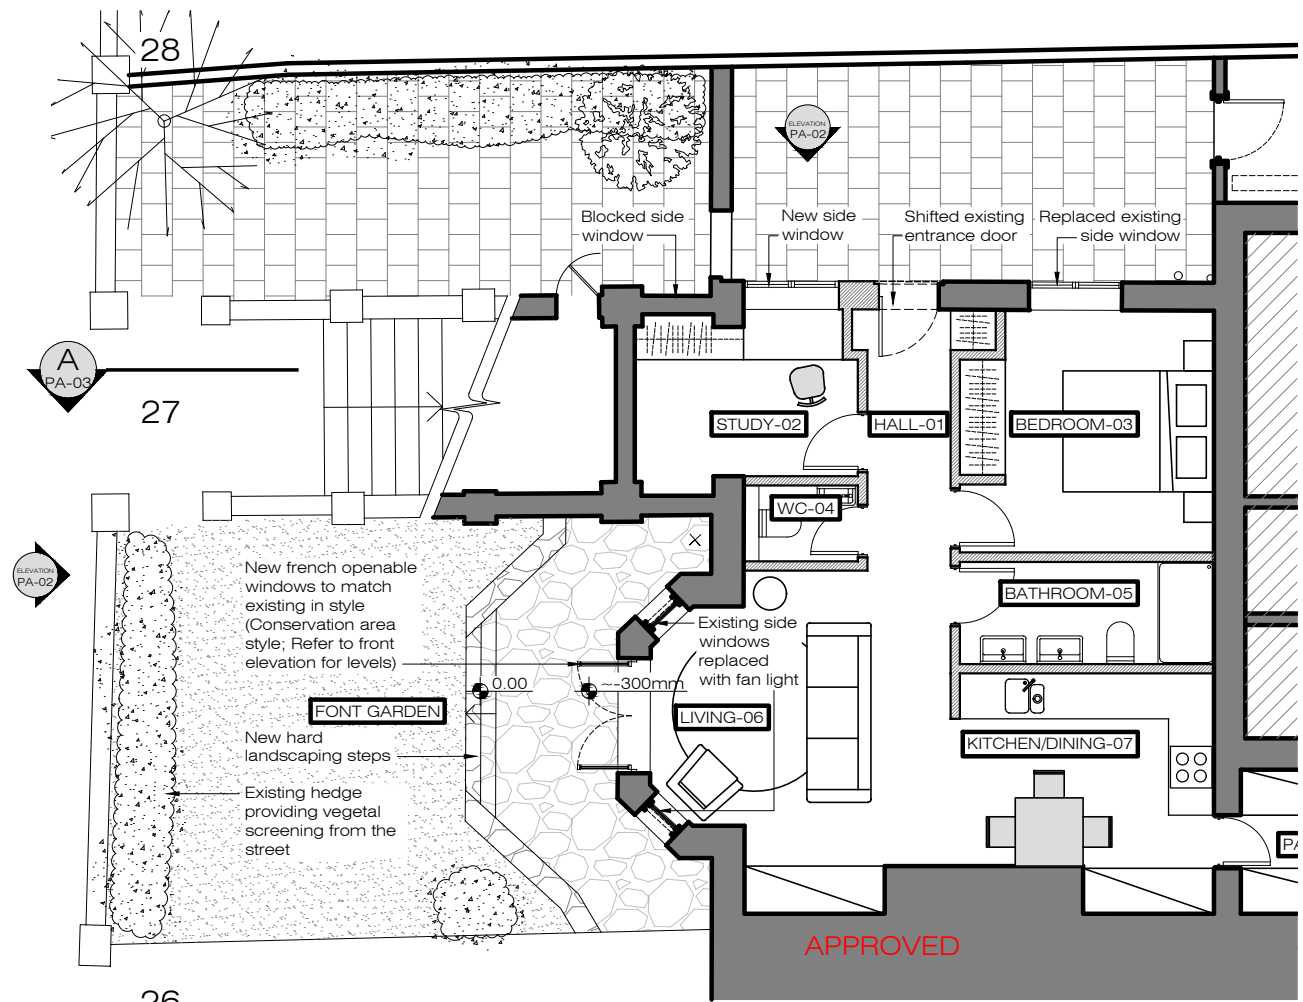 28
ELEVATION
PA-02
Blocked side
window
New side
window
Shifted existing
entrance door
Replaced existing
side window
A
PA-03
27
STUDY-02
HALL-01
BEDROOM-03
WC-04
ELEVATION
PA-02
New french openable
windows to match
existing in style
(Conservation area
style; Refer to front
elevation for levels)
BATHROOM-05
Existing side
windows
replaced
with fan light
0.00
~-300mm
FONT GARDEN
LIVING-06
New hard
landscaping steps
KITCHEN/DINING-07
Existing hedge
providing vegetal
screening from the
street
PA
APPROVED
26